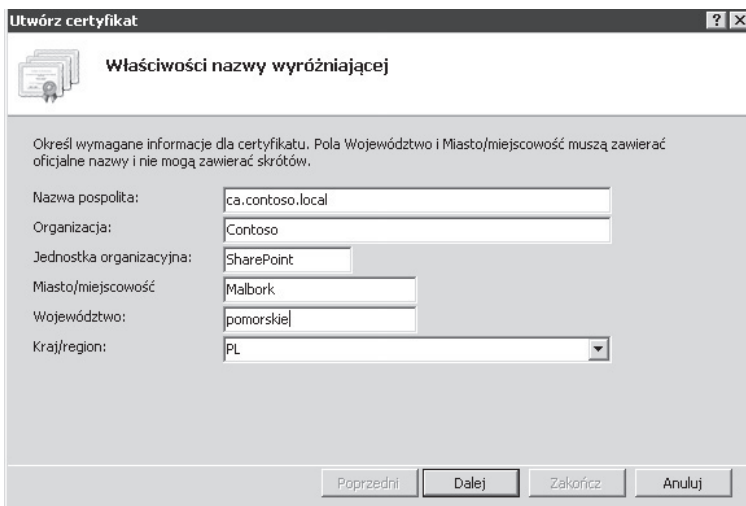 Utwórz certyfikat
Właściwości nazwy wyróżniającej
Określ wymagane informacje dla certyfikatu. Pola Województwo i Miasto/miejscowość muszą zawierać
oficjalne nazwy i nie mogą zawierać skrótów.
Nazwa pospolita: ca.contoso.local
Organizacja: Contoso
Jednostka organizacyjna: SharePoint
Miasto/miejscowość Malbork
Województwo: pomorskie
Kraj/region: PL
Poprzedni Dalej Zakończ Anuluj